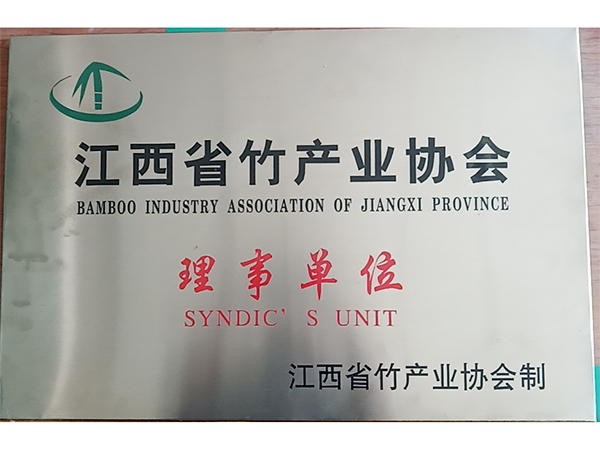 江西省竹产业协会
BAMBOO INDUSTRY ASSOCIATION OF JIANGXI PROVINCE
理事单位
SYNDIC' S UNIT
江西省竹产业协会制